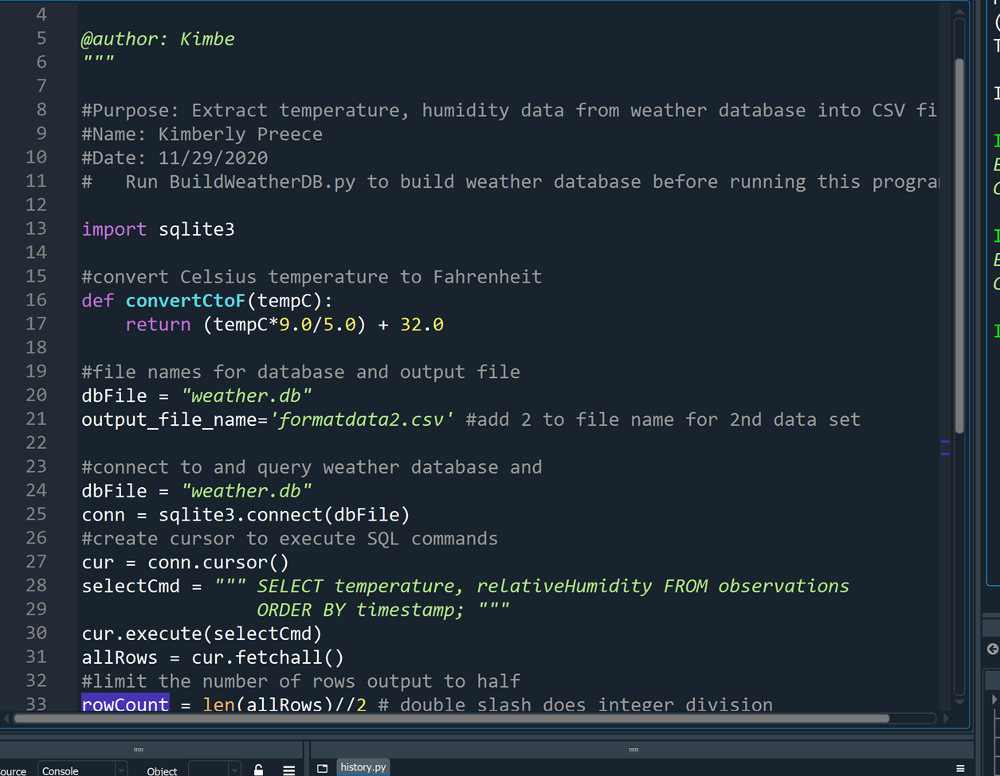 4
5 @author: Kimbe
6 """
7
8 #Purpose: Extract temperature, humidity data from weather database into CSV fi
9 #Name: Kimberly Preece
10 #Date: 11/29/2020
11 #   Run BuildWeatherDB.py to build weather database before running this progra
12
13 import sqlite3
14
15 #convert Celsius temperature to Fahrenheit
16 def convertCtoF(tempC):
17     return (tempC*9.0/5.0) + 32.0
18
19 #file names for database and output file
20 dbFile = "weather.db"
21 output_file_name='formatdata2.csv' #add 2 to file name for 2nd data set
22
23 #connect to and query weather database and
24 dbFile = "weather.db"
25 conn = sqlite3.connect(dbFile)
26 #create cursor to execute SQL commands
27 cur = conn.cursor()
28 selectCmd = """ SELECT temperature, relativeHumidity FROM observations
29                 ORDER BY timestamp; """
30 cur.execute(selectCmd)
31 allRows = cur.fetchall()
32 #limit the number of rows output to half
33 rowCount = len(allRows)//2 # double slash does integer division
ource Console Object history.py